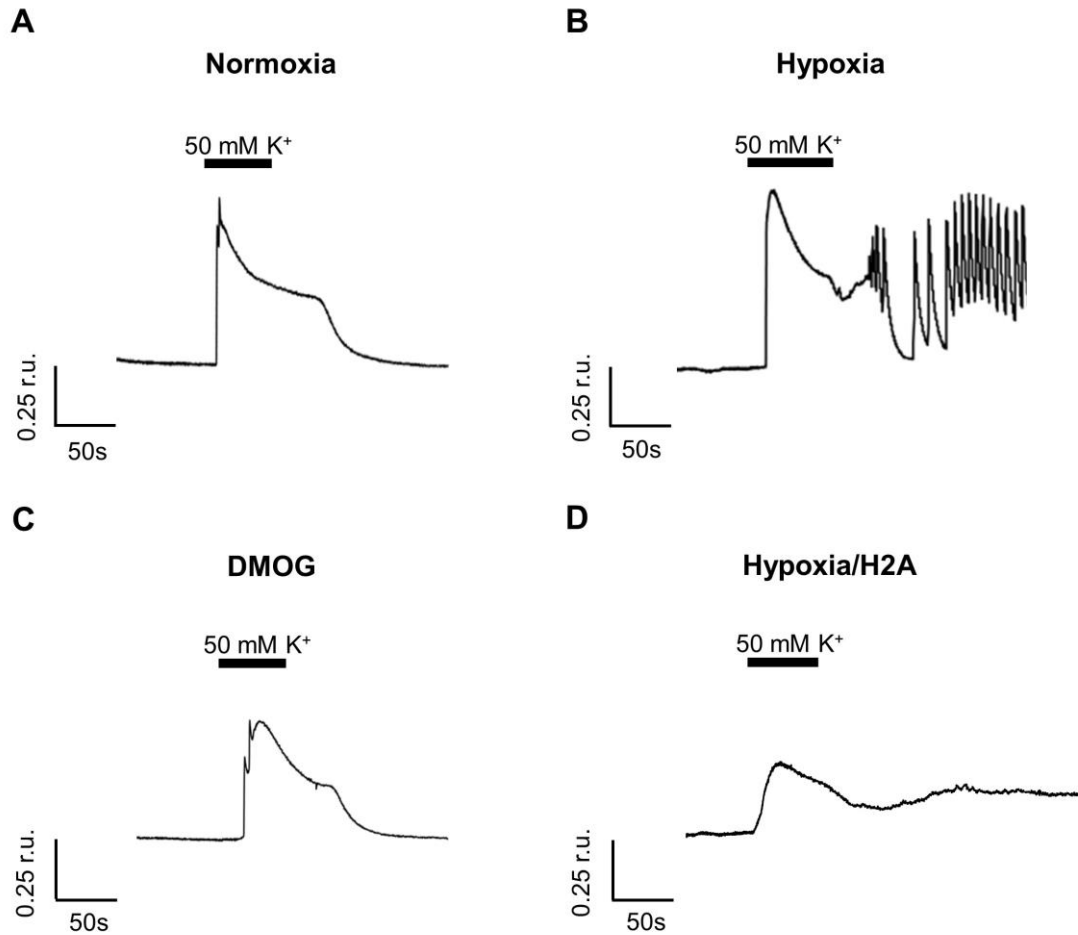 A
Normoxia
50 mM K⁺
0.25 r.u.
50s
B
Hypoxia
50 mM K⁺
0.25 r.u.
50s
C
DMOG
50 mM K⁺
0.25 r.u.
50s
D
Hypoxia/H2A
50 mM K⁺
0.25 r.u.
50s